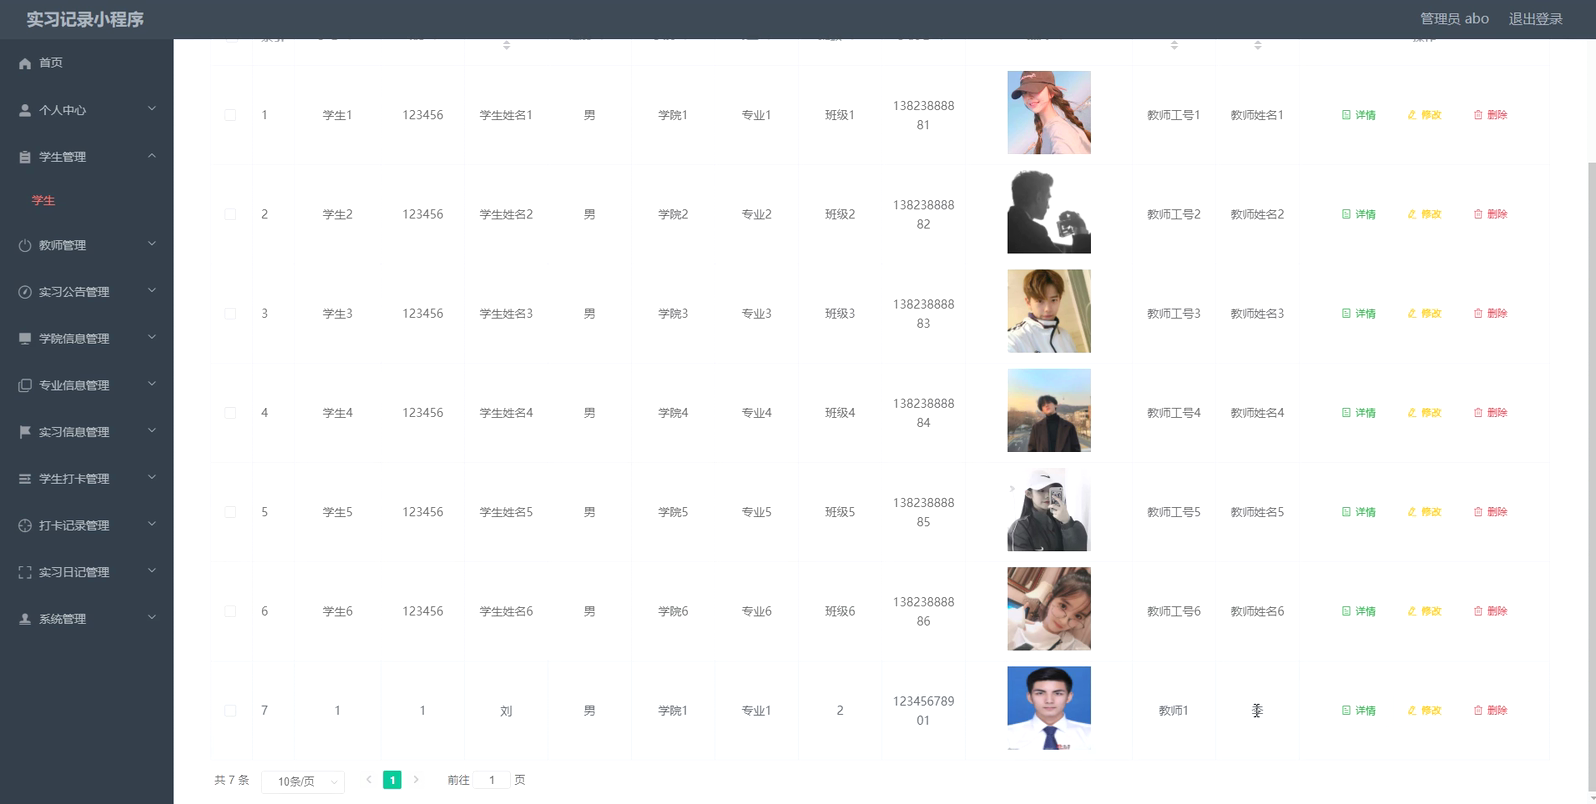 实习记录小程序
管理员 abo 退出登录
首页
个人中心
学生管理
学生
教师管理
实习公告管理
学院信息管理
专业信息管理
实习信息管理
学生打卡管理
打卡记录管理
实习日记管理
系统管理
1 学生1 123456 学生姓名1 男 学院1 专业1 班级1 13823888881 教师工号1 教师姓名1 详情 修改 删除
2 学生2 123456 学生姓名2 男 学院2 专业2 班级2 13823888882 教师工号2 教师姓名2 详情 修改 删除
3 学生3 123456 学生姓名3 男 学院3 专业3 班级3 13823888883 教师工号3 教师姓名3 详情 修改 删除
4 学生4 123456 学生姓名4 男 学院4 专业4 班级4 13823888884 教师工号4 教师姓名4 详情 修改 删除
5 学生5 123456 学生姓名5 男 学院5 专业5 班级5 13823888885 教师工号5 教师姓名5 详情 修改 删除
6 学生6 123456 学生姓名6 男 学院6 专业6 班级6 13823888886 教师工号6 教师姓名6 详情 修改 删除
7 1 1 刘 男 学院1 专业1 2 12345678901 教师1 详情 修改 删除
共 7 条 10条/页 1 前往 1 页